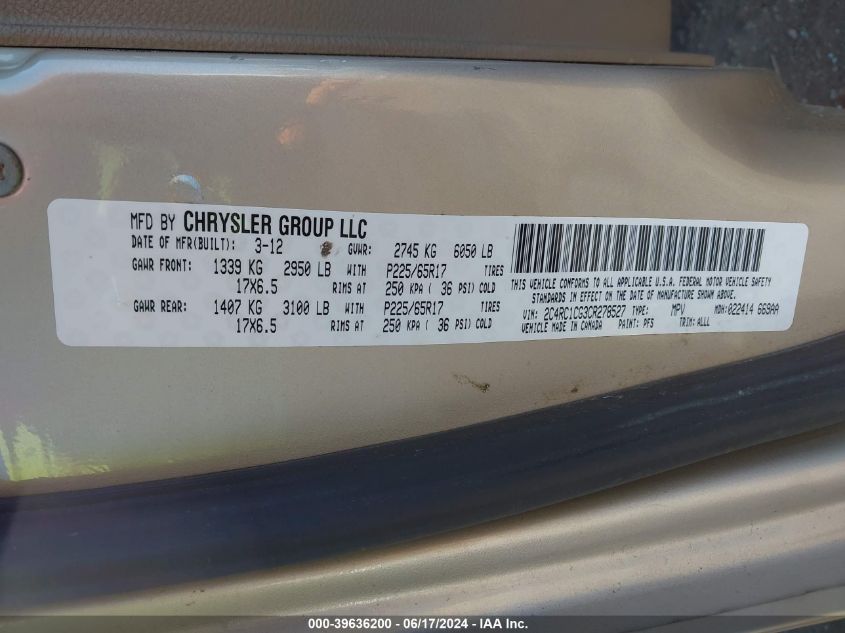 MFD BY CHRYSLER GROUP LLC
DATE OF MFR(BUILT): 3-12 GVWR: 2745 KG 6050 LB
GAWR FRONT: 1339 KG 2950 LB WITH P225/65R17 TIRES
17X6.5 RIMS AT 250 KPA ( 36 PSI) COLD
GAWR REAR: 1407 KG 3100 LB WITH P225/65R17 TIRES
17X6.5 RIMS AT 250 KPA ( 36 PSI) COLD
THIS VEHICLE CONFORMS TO ALL APPLICABLE U.S.A. FEDERAL MOTOR VEHICLE SAFETY
STANDARDS IN EFFECT ON THE DATE OF MANUFACTURE SHOWN ABOVE.
VIN: 2C4RC1CG3CR278527 TYPE: MPV MDH:022414 669AA
VEHICLE MADE IN CANADA PAINT: PFS TRIM: ALLL
000-39636200 - 06/17/2024 - IAA Inc.